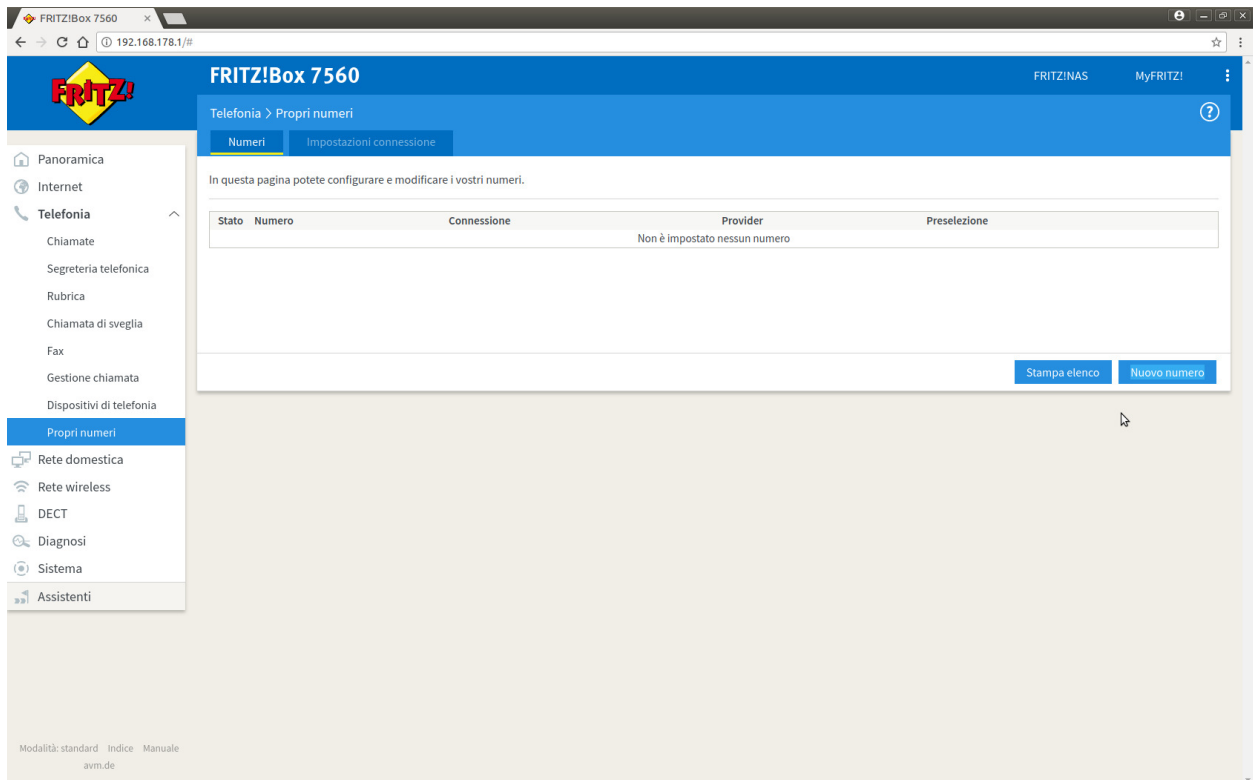 FRITZ!Box 7560
192.168.178.1/#
FRITZ!
FRITZ!Box 7560
FRITZ!NAS
MyFRITZ!
Telefonia > Propri numeri
Numeri
Impostazioni connessione
Panoramica
Internet
Telefonia
Chiamate
Segreteria telefonica
Rubrica
Chiamata di sveglia
Fax
Gestione chiamata
Dispositivi di telefonia
Propri numeri
Rete domestica
Rete wireless
DECT
Diagnosi
Sistema
Assistenti
In questa pagina potete configurare e modificare i vostri numeri.
Stato Numero Connessione Provider Preselezione
Non è impostato nessun numero
Stampa elenco
Nuovo numero
Modalità: standard Indice Manuale
avm.de